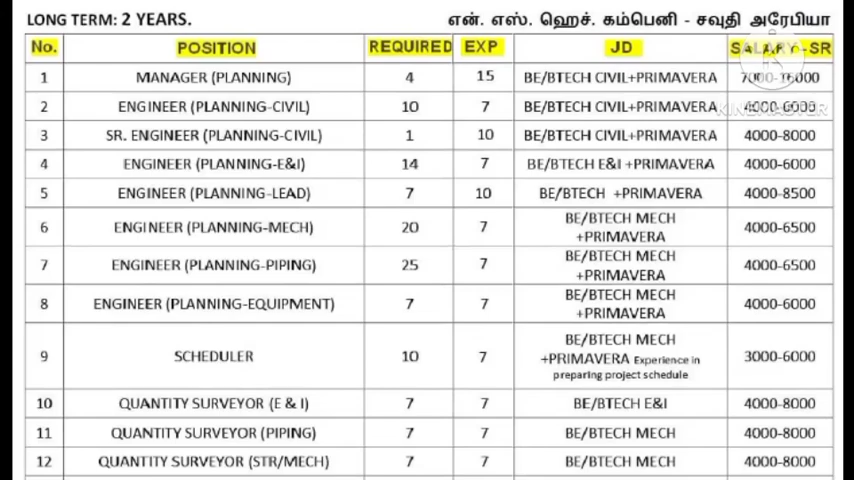 LONG TERM: 2 YEARS. என். எஸ். ஹெச். கம்பெனி - சவுதி அரேபியா
No. POSITION REQUIRED EXP JD SALARY-SR
1 MANAGER (PLANNING) 4 15 BE/BTECH CIVIL+PRIMAVERA 7000-16000
2 ENGINEER (PLANNING-CIVIL) 10 7 BE/BTECH CIVIL+PRIMAVERA 4000-6000
KINEMASTER
3 SR. ENGINEER (PLANNING-CIVIL) 1 10 BE/BTECH CIVIL+PRIMAVERA 4000-8000
4 ENGINEER (PLANNING-E&I) 14 7 BE/BTECH E&I +PRIMAVERA 4000-6000
5 ENGINEER (PLANNING-LEAD) 7 10 BE/BTECH +PRIMAVERA 4000-8500
6 ENGINEER (PLANNING-MECH) 20 7 BE/BTECH MECH 4000-6500
+PRIMAVERA
7 ENGINEER (PLANNING-PIPING) 25 7 BE/BTECH MECH 4000-6500
+PRIMAVERA
8 ENGINEER (PLANNING-EQUIPMENT) 7 7 BE/BTECH MECH 4000-6000
+PRIMAVERA
9 SCHEDULER 10 7 BE/BTECH MECH 3000-6000
+PRIMAVERA Experience in
preparing project schedule
10 QUANTITY SURVEYOR (E & I) 7 7 BE/BTECH E&I 4000-8000
11 QUANTITY SURVEYOR (PIPING) 7 7 BE/BTECH MECH 4000-8000
12 QUANTITY SURVEYOR (STR/MECH) 7 7 BE/BTECH MECH 4000-8000